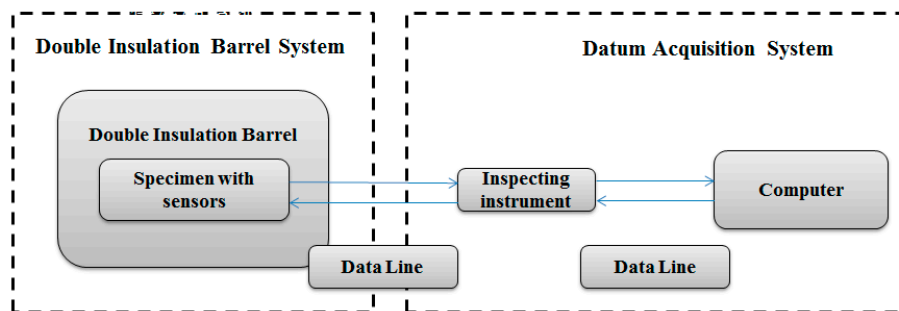 Double Insulation Barrel System
Datum Acquisition System
Double Insulation Barrel
Specimen with
sensors
Inspecting
instrument
Computer
Data Line
Data Line